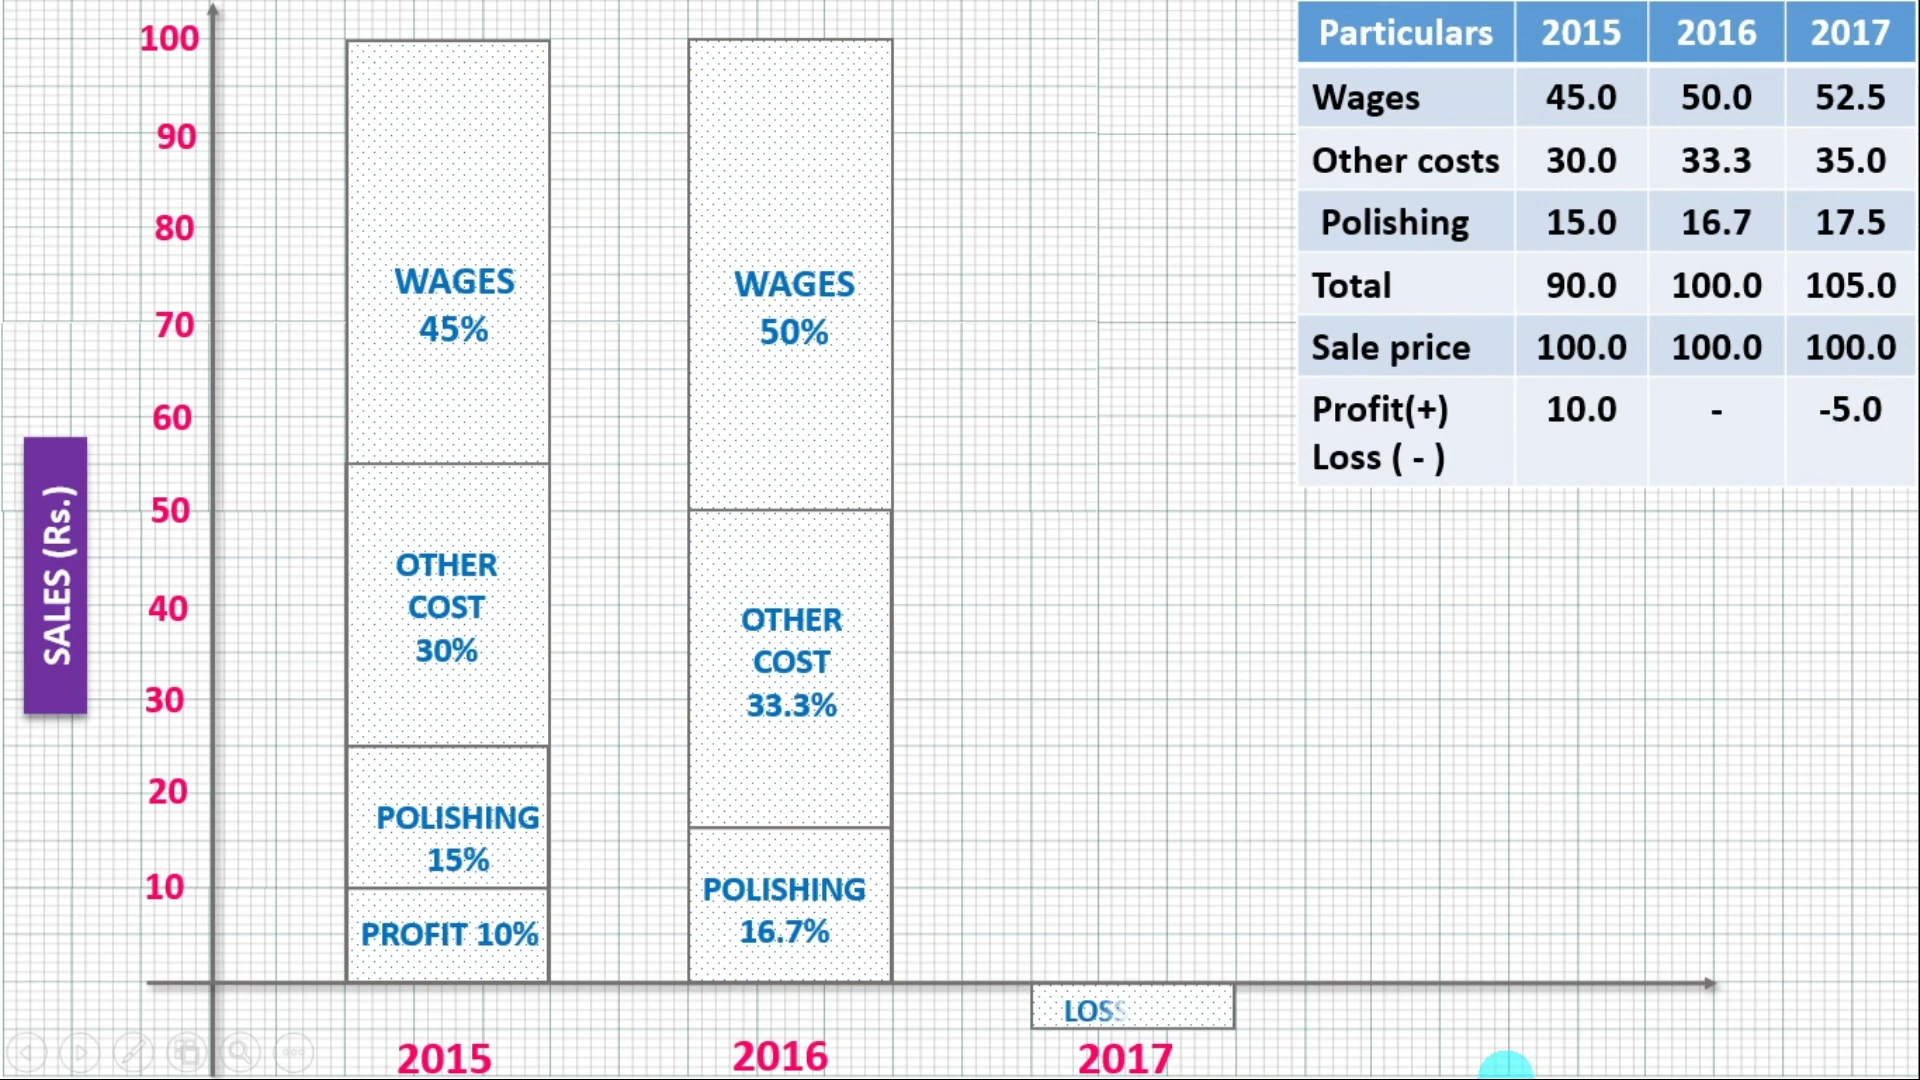 100
90
80
70
60
50
40
30
20
10
SALES (Rs.)
WAGES
45%
OTHER
COST
30%
POLISHING
15%
PROFIT 10%
2015
WAGES
50%
OTHER
COST
33.3%
POLISHING
16.7%
2016
LOSS
2017
Particulars 2015 2016 2017
Wages 45.0 50.0 52.5
Other costs 30.0 33.3 35.0
Polishing 15.0 16.7 17.5
Total 90.0 100.0 105.0
Sale price 100.0 100.0 100.0
Profit(+) 10.0 - -5.0
Loss ( - )